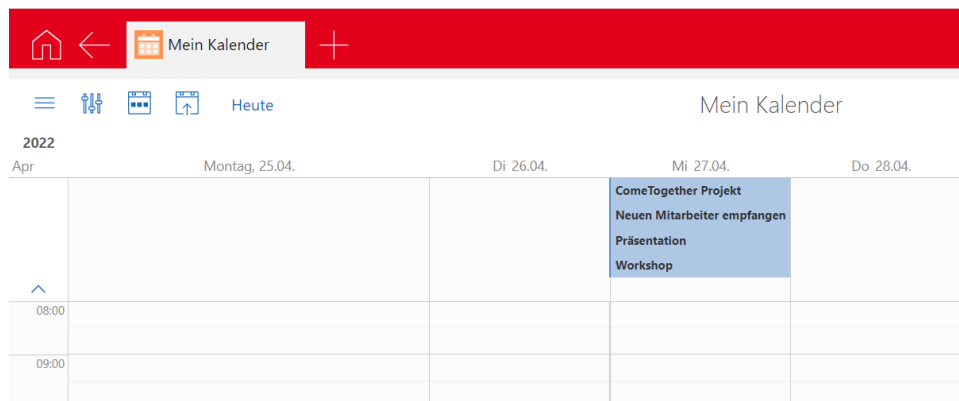 Mein Kalender
Heute
Mein Kalender
2022
Apr Montag, 25.04. Di 26.04. Mi 27.04. Do 28.04.
ComeTogether Projekt
Neuen Mitarbeiter empfangen
Präsentation
Workshop
08:00
09:00